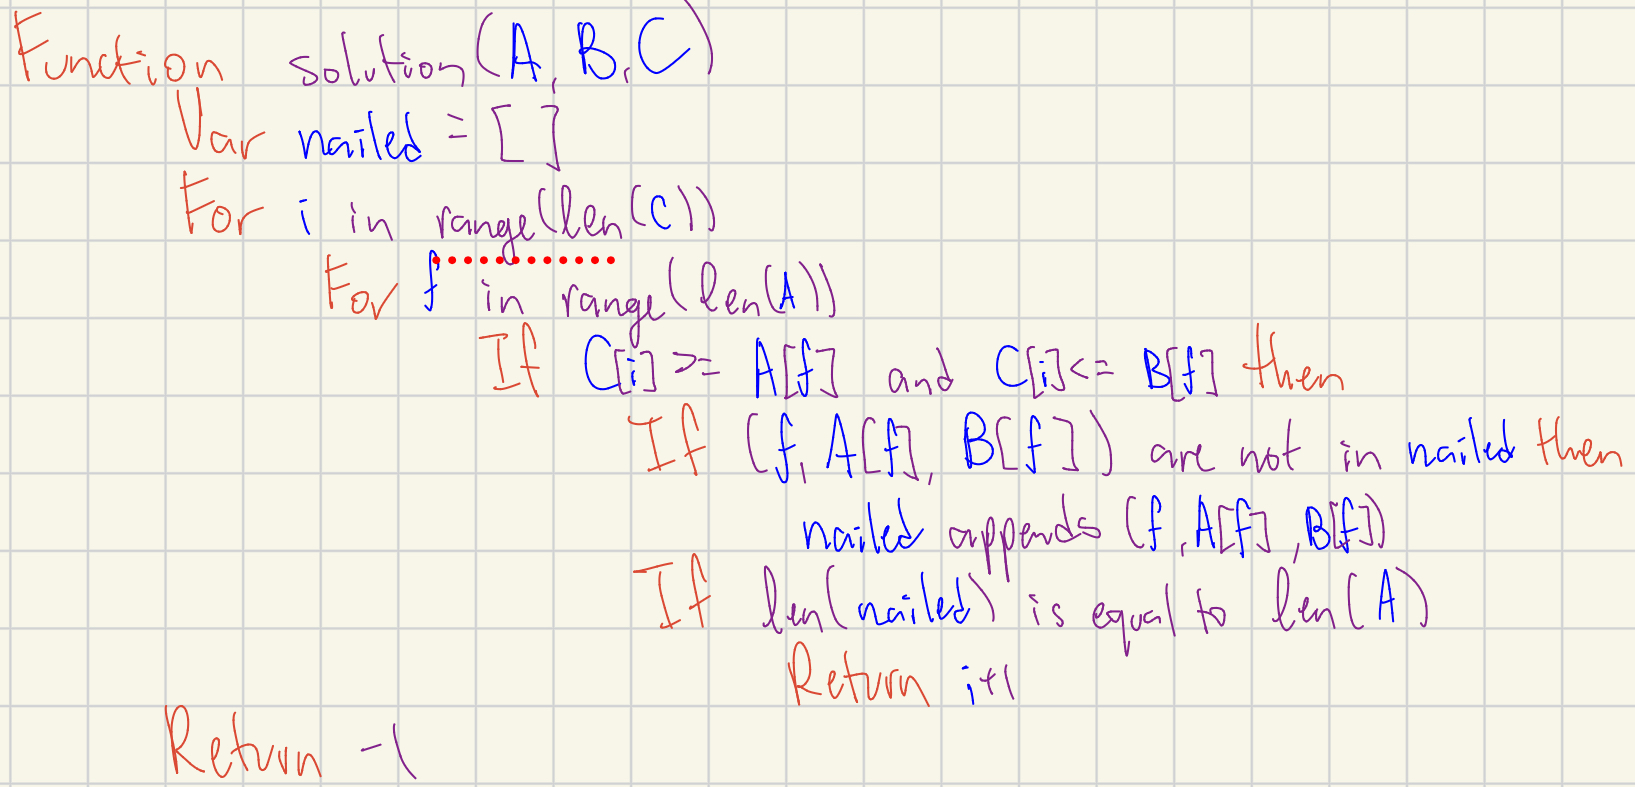 Function solution(A, B, C)
Var nailed = []
For i in range(len(C))
For f in range(len(A))
If C[i] >= A[f] and C[i] <= B[f] then
If (f, A[f], B[f]) are not in nailed then
nailed appends (f, A[f], B[f])
If len(nailed) is equal to len(A)
Return i+1
Return -1